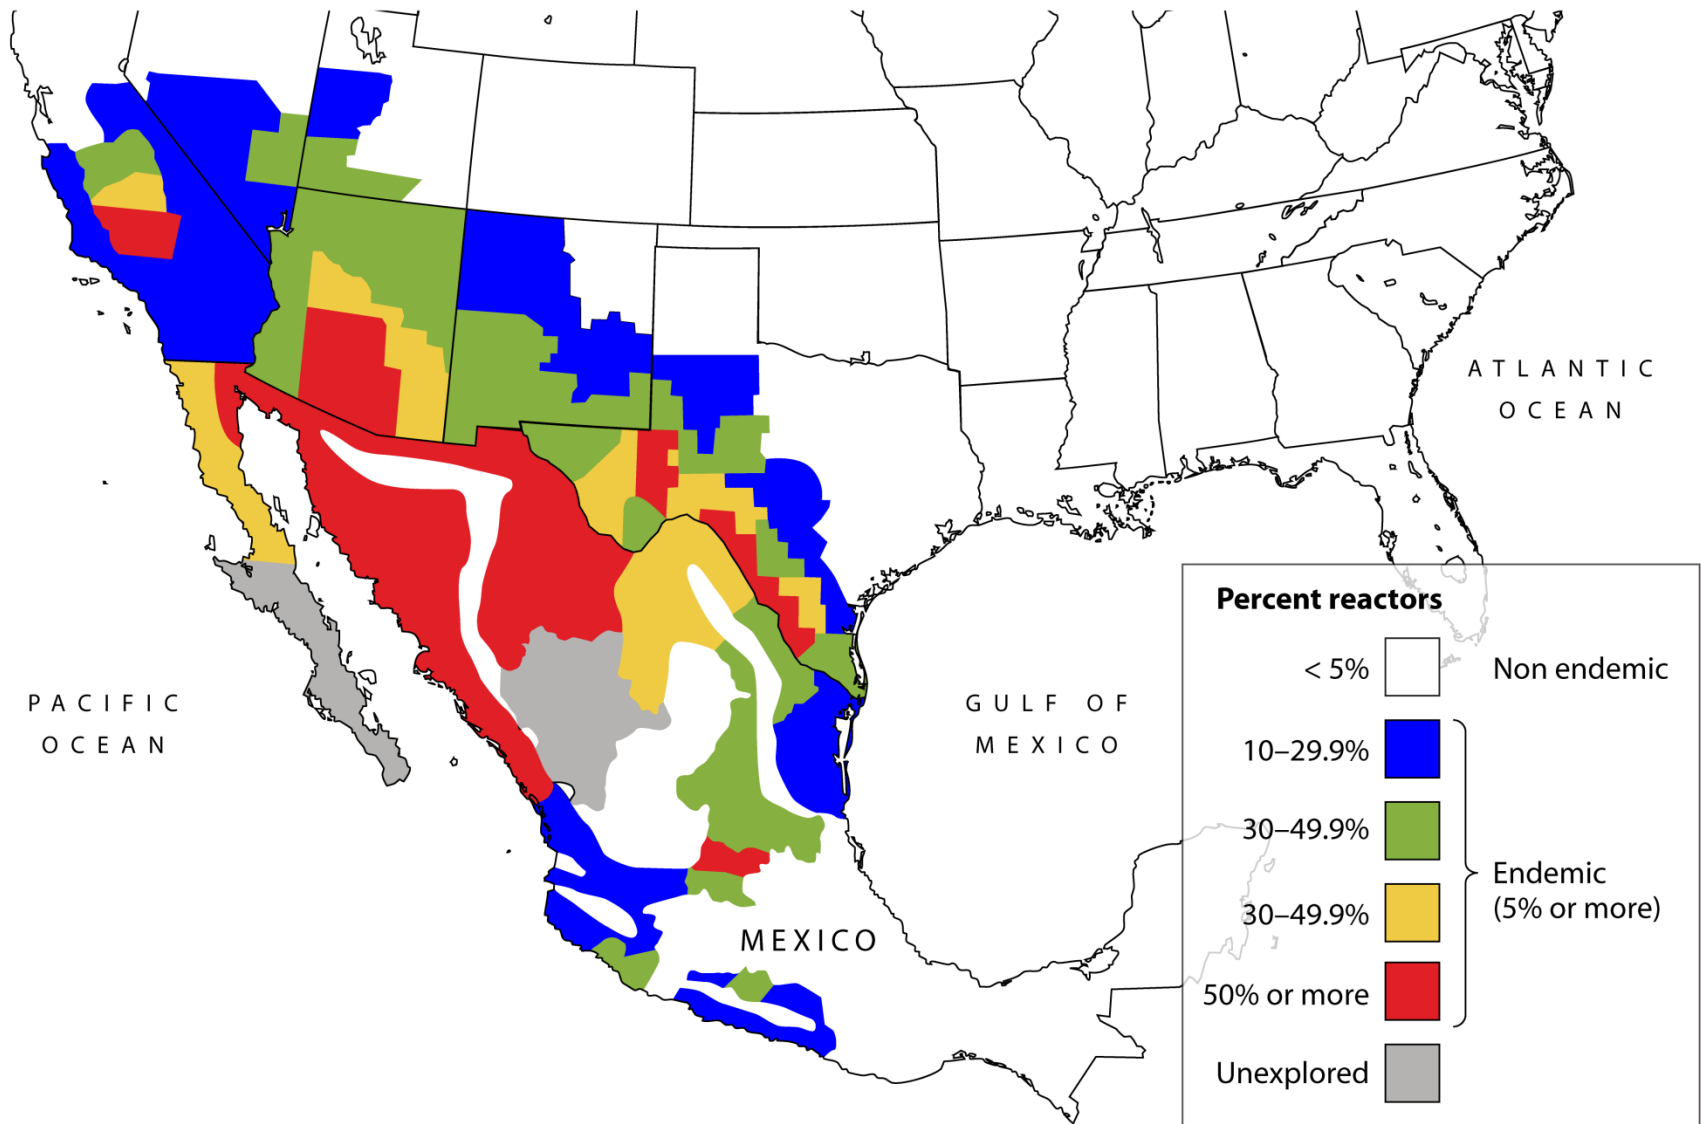 ATLANTIC
OCEAN
PACIFIC
OCEAN
GULF OF
MEXICO
MEXICO
Percent reactors
< 5% Non endemic
10–29.9%
30–49.9%
Endemic
30–49.9% (5% or more)
50% or more
Unexplored